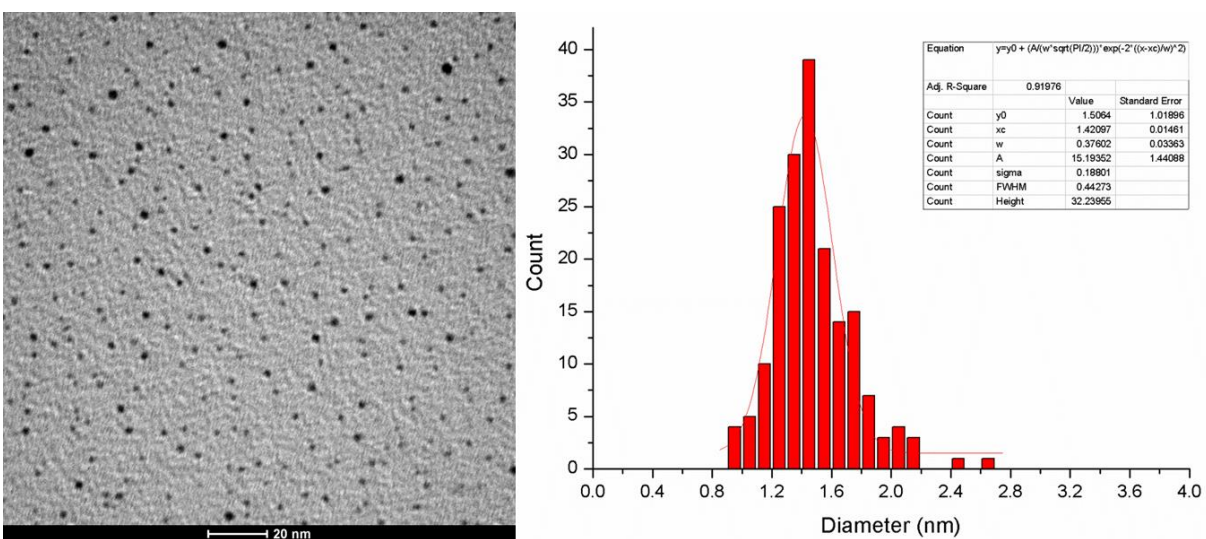 20 nm
Count
40
35
30
25
20
15
10
5
0
0.0 0.4 0.8 1.2 1.6 2.0 2.4 2.8 3.2 3.6 4.0
Diameter (nm)
Equation y=y0 + (A/(w*sqrt(PI/2)))*exp(-2*((x-xc)/w)^2)
Adj. R-Square 0.91976
Value Standard Error
Count y0 1.5064 1.01896
Count xc 1.42097 0.01461
Count w 0.37602 0.03363
Count A 15.19352 1.44088
Count sigma 0.18801
Count FWHM 0.44273
Count Height 32.23955